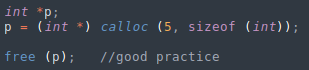 int *p;
p = (int *) calloc (5, sizeof (int));
free (p);   //good practice